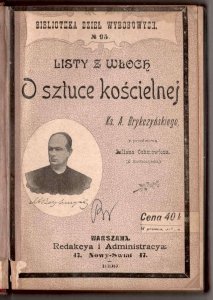 BIBLIOTEKA DZIEŁ WYBOROWYCH.
№ 95.
LISTY Z WŁOCH
O sztuce kościelnej
Ks. A. Brykczyńskiego,
z przedmową
Cena 40 k
WARSZAWA.
Redakcya i Administracya:
47. Nowy-Świat 47.